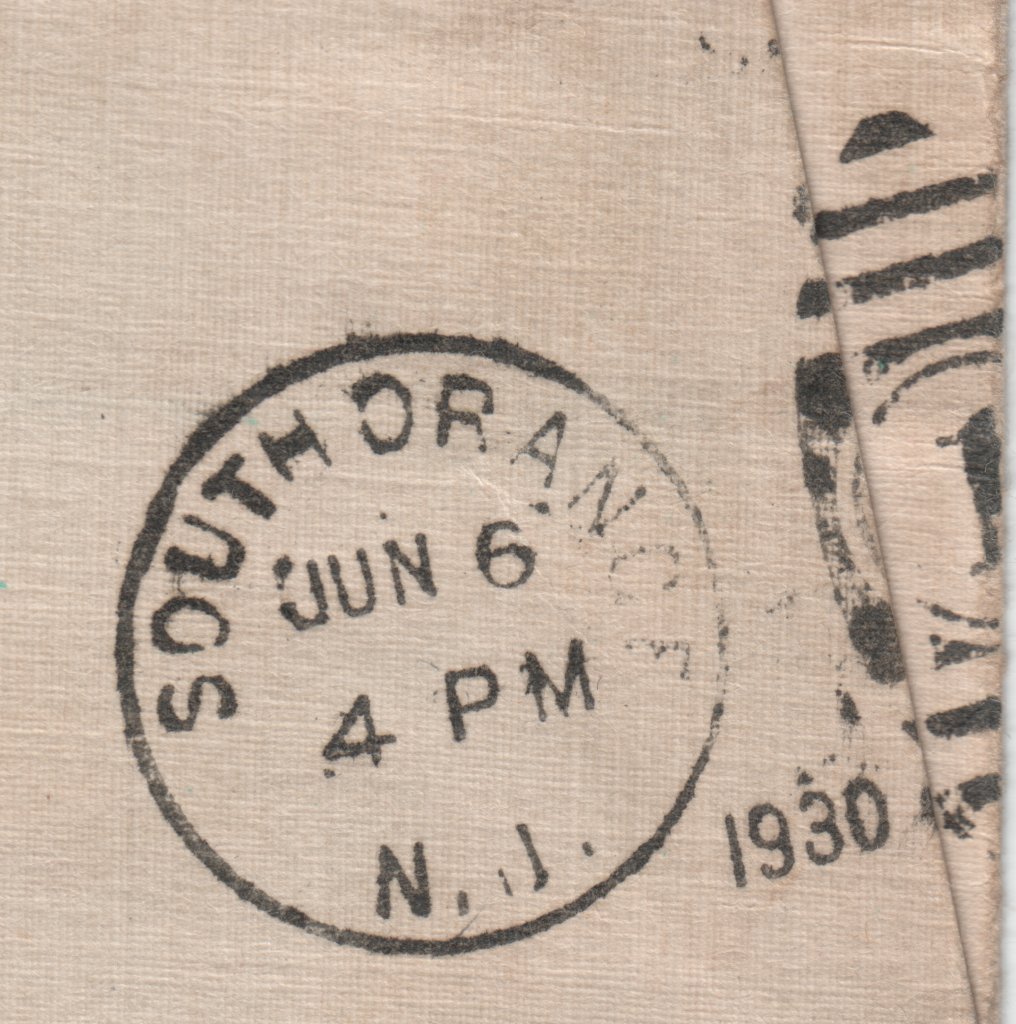 SOUTH ORANGE
JUN 6
4 PM
N. J.
1930